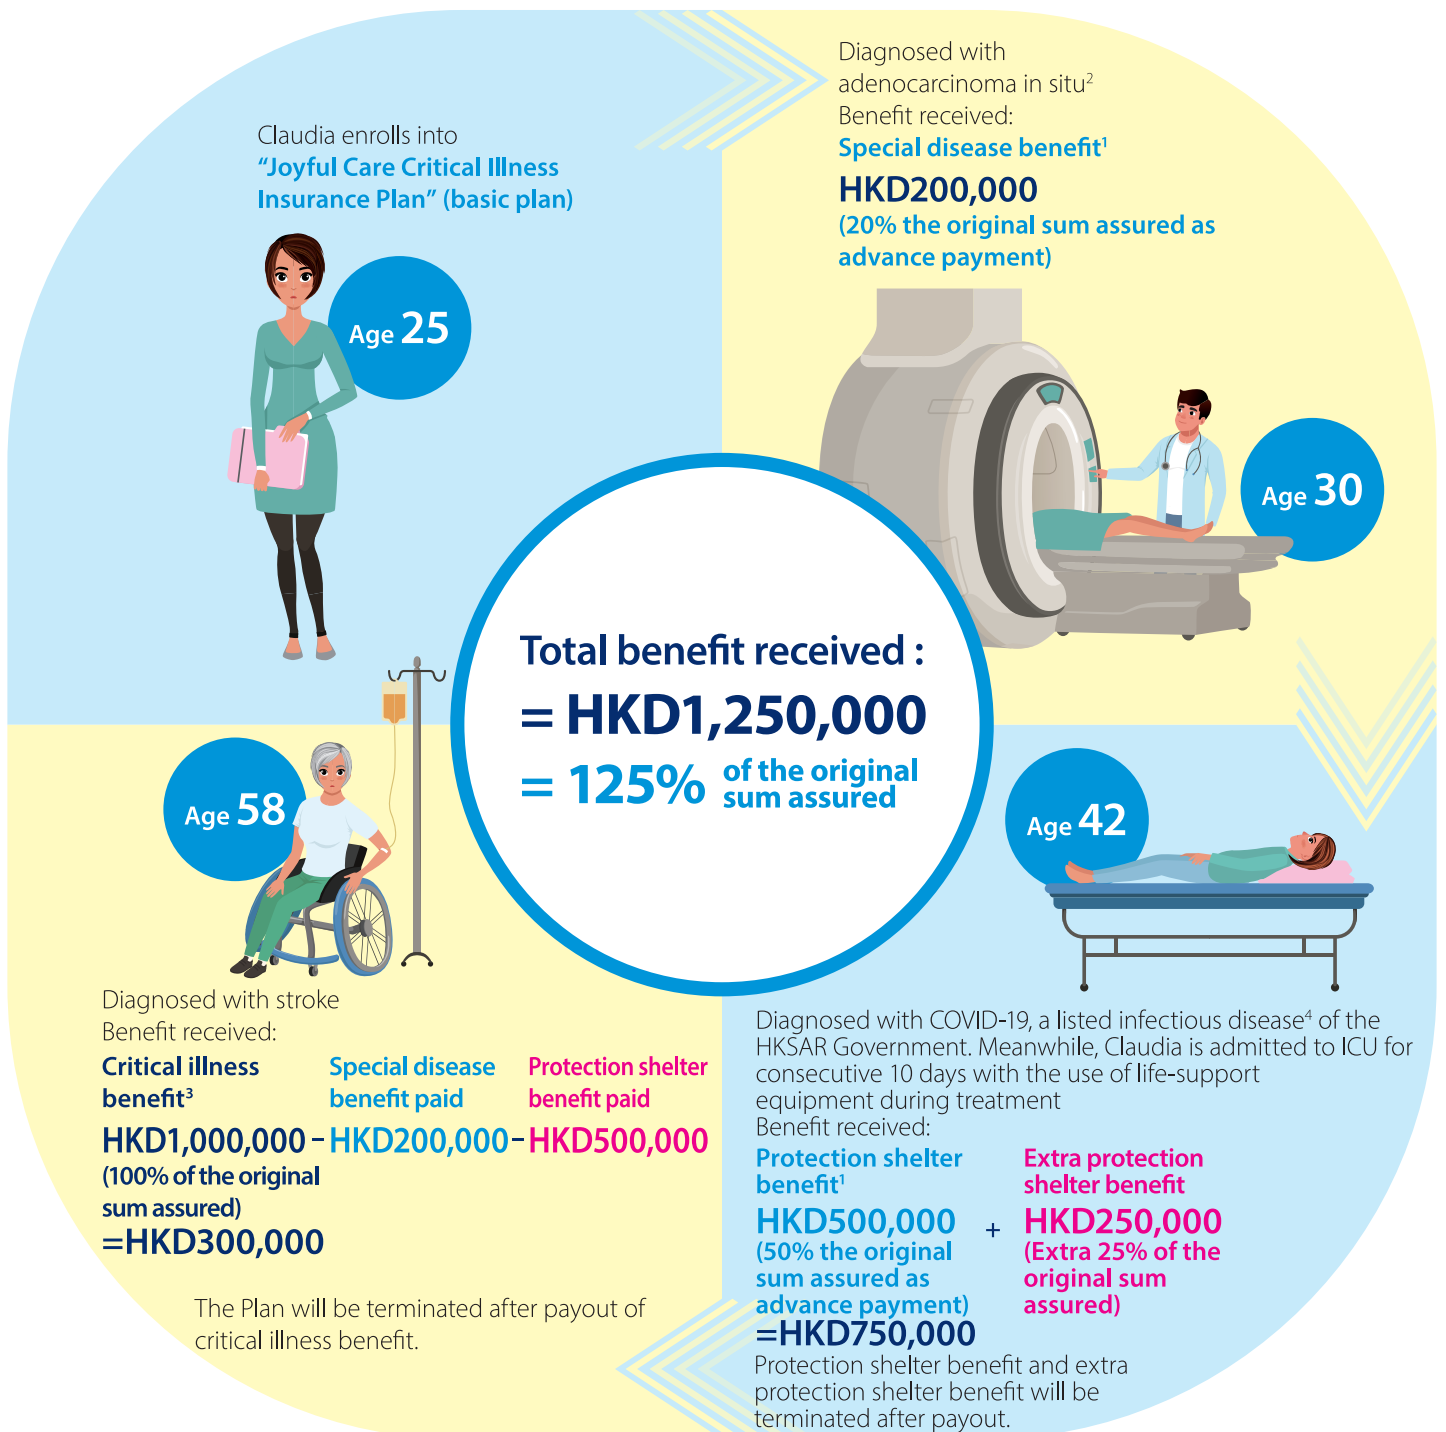 Claudia enrolls into
“Joyful Care Critical Illness
Insurance Plan” (basic plan)
Age 25
Diagnosed with
adenocarcinoma in situ²
Benefit received:
Special disease benefit¹
HKD200,000
(20% the original sum assured as
advance payment)
Age 30
Total benefit received :
= HKD1,250,000
= 125% of the original
sum assured
Age 42
Diagnosed with COVID-19, a listed infectious disease⁴ of the
HKSAR Government. Meanwhile, Claudia is admitted to ICU for
consecutive 10 days with the use of life-support
equipment during treatment
Benefit received:
Protection shelter
benefit¹
HKD500,000
(50% the original
sum assured as
advance payment)
+
Extra protection
shelter benefit
HKD250,000
(Extra 25% of the
original sum
assured)
=HKD750,000
Protection shelter benefit and extra
protection shelter benefit will be
terminated after payout.
Age 58
Diagnosed with stroke
Benefit received:
Critical illness
benefit³
Special disease
benefit paid
Protection shelter
benefit paid
HKD1,000,000 – HKD200,000 – HKD500,000
(100% of the original
sum assured)
=HKD300,000
The Plan will be terminated after payout of
critical illness benefit.